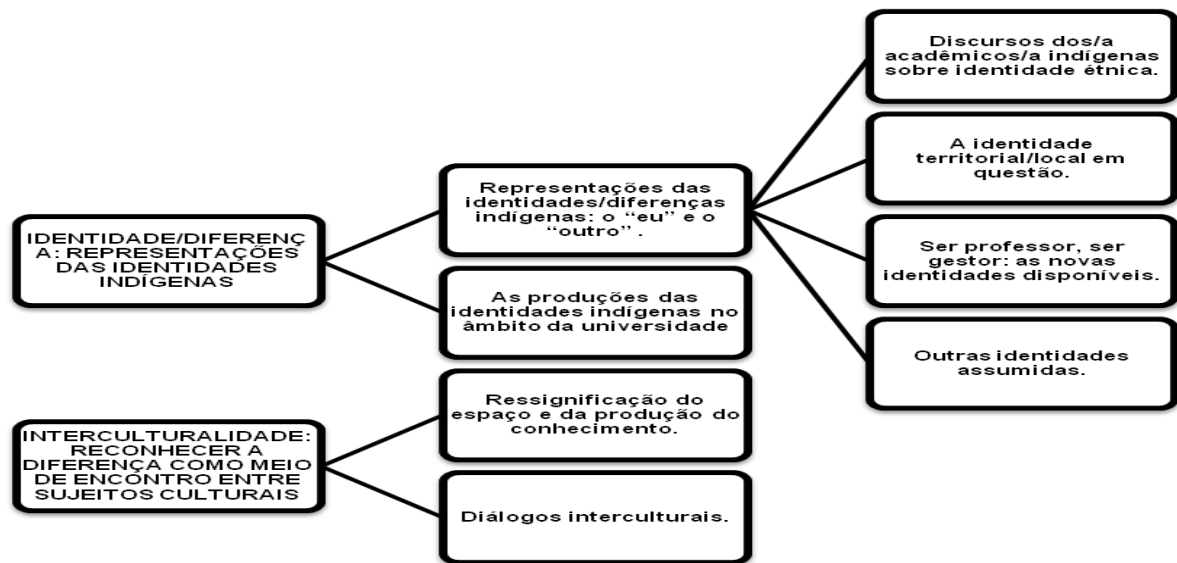 IDENTIDADE/DIFERENÇ
A: REPRESENTAÇÕES
DAS IDENTIDADES
INDÍGENAS
Representações das
identidades/diferenças
indígenas: o “eu” e o
“outro” .
Discursos dos/a
acadêmicos/a indígenas
sobre identidade étnica.
A identidade
territorial/local em
questão.
Ser professor, ser
gestor: as novas
identidades disponíveis.
Outras identidades
assumidas.
As produções das
identidades indígenas no
âmbito da universidade
INTERCULTURALIDADE:
RECONHECER A
DIFERENÇA COMO MEIO
DE ENCONTRO ENTRE
SUJEITOS CULTURAIS
Ressignificação do
espaço e da produção do
conhecimento.
Diálogos interculturais.